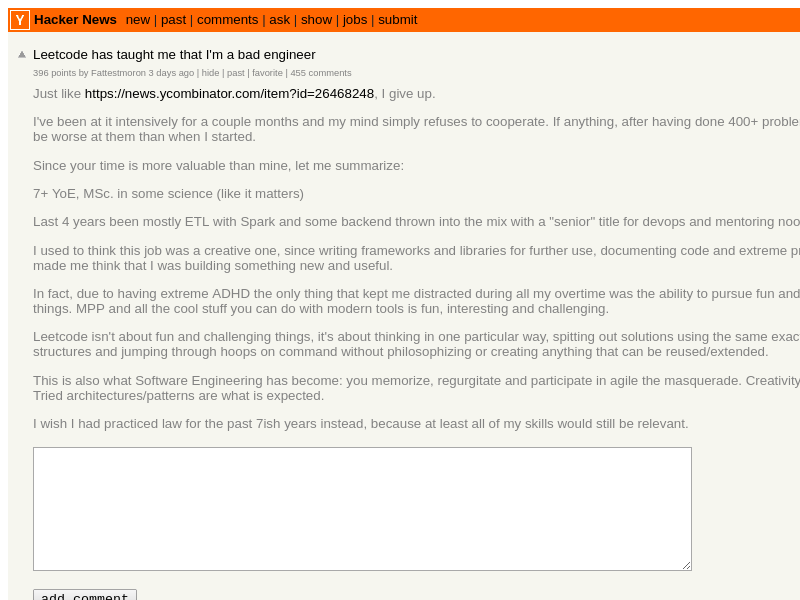 Y Hacker News new | past | comments | ask | show | jobs | submit
Leetcode has taught me that I'm a bad engineer
396 points by Fattestmoron 3 days ago | hide | past | favorite | 455 comments
Just like https://news.ycombinator.com/item?id=26468248, I give up.
I've been at it intensively for a couple months and my mind simply refuses to cooperate. If anything, after having done 400+
be worse at them than when I started.
Since your time is more valuable than mine, let me summarize:
7+ YoE, MSc. in some science (like it matters)
Last 4 years been mostly ETL with Spark and some backend thrown into the mix with a "senior" title for devops and mentoring
I used to think this job was a creative one, since writing frameworks and libraries for further use, documenting code and extreme
made me think that I was building something new and useful.
In fact, due to having extreme ADHD the only thing that kept me distracted during all my overtime was the ability to pursue fun and
things. MPP and all the cool stuff you can do with modern tools is fun, interesting and challenging.
Leetcode isn't about fun and challenging things, it's about thinking in one particular way, spitting out solutions using the same
structures and jumping through hoops on command without philosophizing or creating anything that can be reused/extended.
This is also what Software Engineering has become: you memorize, regurgitate and participate in agile the masquerade. Creativity
Tried architectures/patterns are what is expected.
I wish I had practiced law for the past 7ish years instead, because at least all of my skills would still be relevant.
add comment